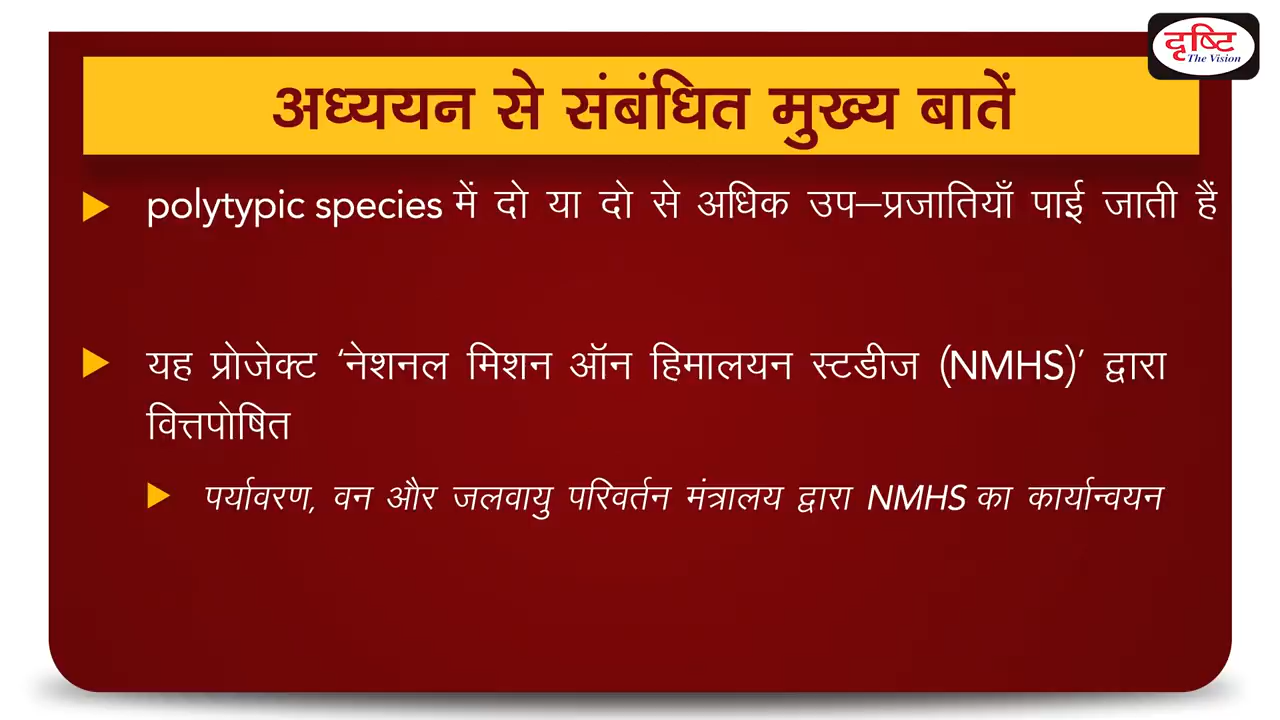 दृष्टि
The Vision
अध्ययन से संबंधित मुख्य बातें
polytypic species में दो या दो से अधिक उप–प्रजातियाँ पाई जाती हैं
यह प्रोजेक्ट ‘नेशनल मिशन ऑन हिमालयन स्टडीज (NMHS)’ द्वारा
वित्तपोषित
पर्यावरण, वन और जलवायु परिवर्तन मंत्रालय द्वारा NMHS का कार्यान्वयन